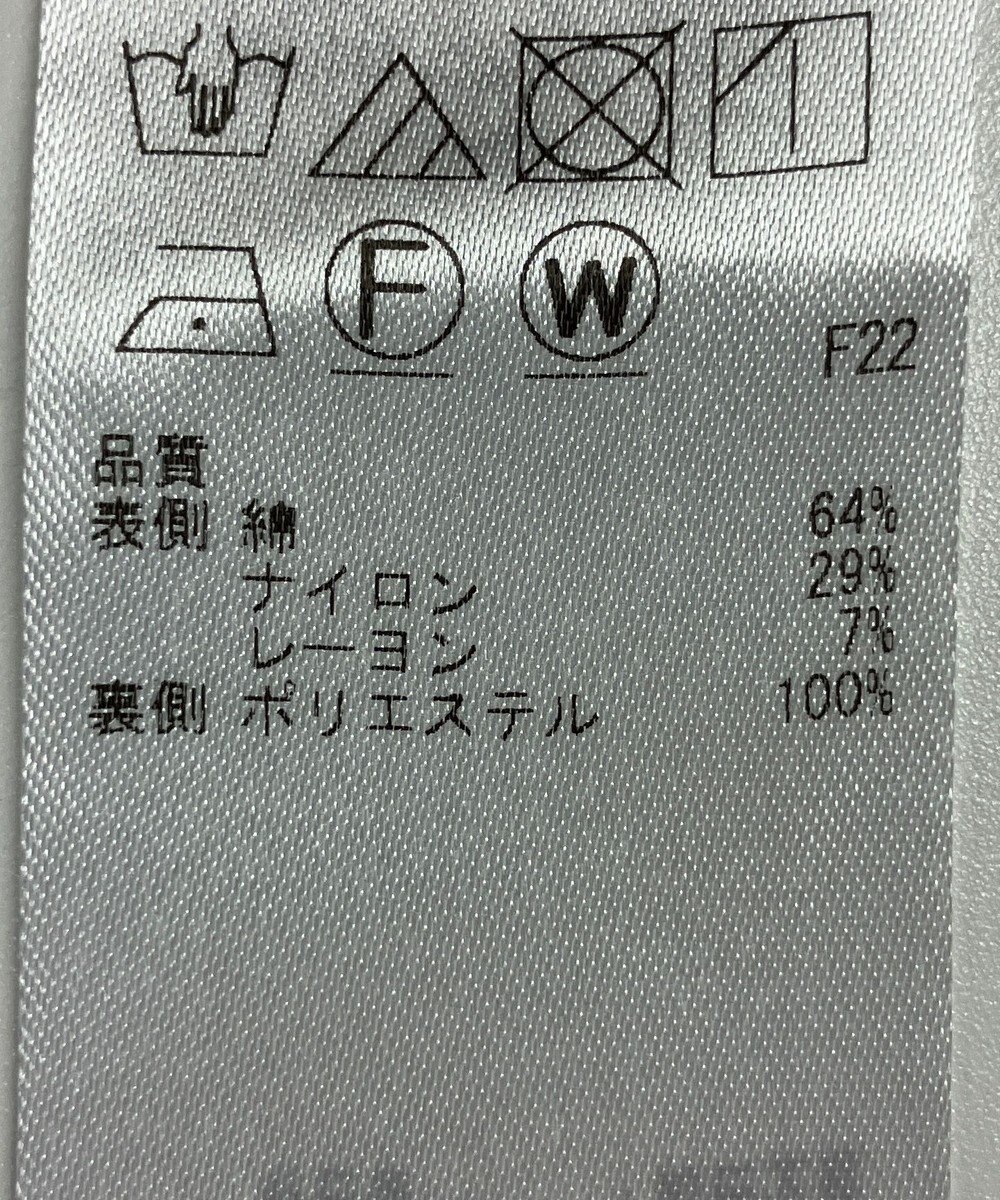 F W
F22
品質
表側 綿 64%
ナイロン 29%
レーヨン 7%
裏側 ポリエステル 100%